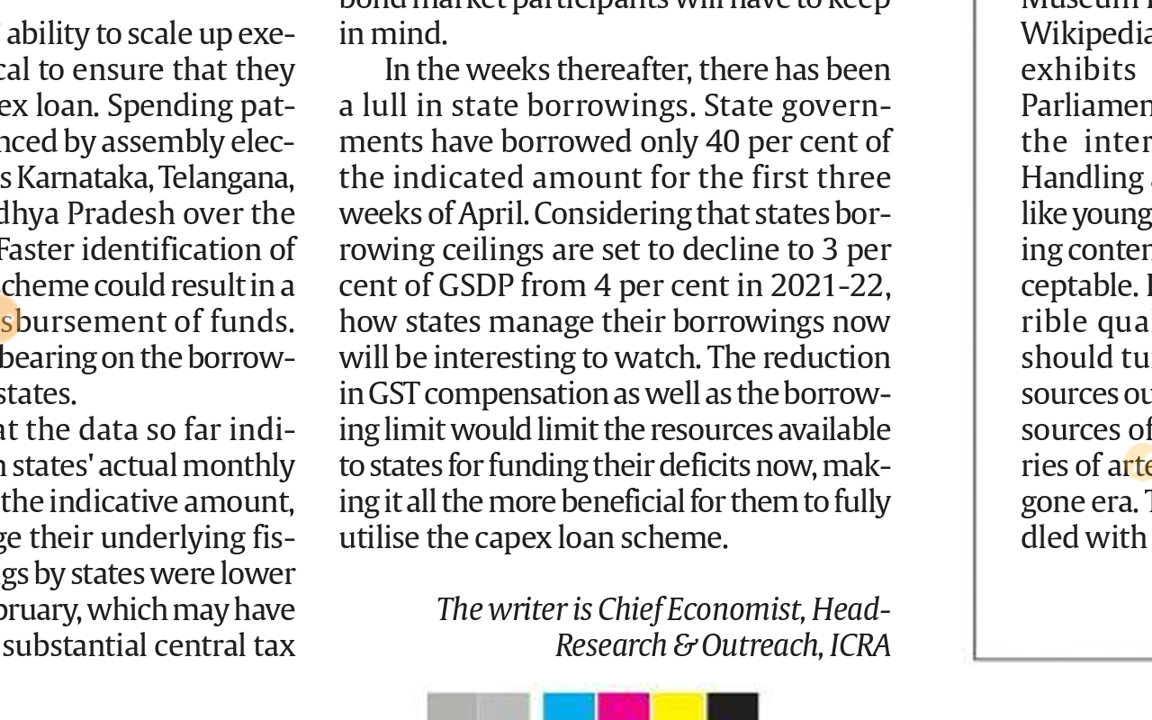 ability to scale up exe-
to ensure that they
loan. Spending pat-
by assembly elec-
Karnataka, Telangana,
Pradesh over the
Faster identification of
scheme could result in a
of funds.
bearing on the borrow-
states.
the data so far indi-
states' actual monthly
the indicative amount,
their underlying fis-
by states were lower
which may have
substantial central tax
bond market participants will have to keep
in mind.
In the weeks thereafter, there has been
a lull in state borrowings. State govern-
ments have borrowed only 40 per cent of
the indicated amount for the first three
weeks of April. Considering that states bor-
rowing ceilings are set to decline to 3 per
cent of GSDP from 4 per cent in 2021-22,
how states manage their borrowings now
will be interesting to watch. The reduction
in GST compensation as well as the borrow-
ing limit would limit the resources available
to states for funding their deficits now, mak-
ing it all the more beneficial for them to fully
utilise the capex loan scheme.
The writer is Chief Economist, Head-
Research & Outreach, ICRA
Museum
Wikipedia
exhibits
Parliamen
the inter
Handling
like young
ing conten
ceptable.
rible qua
should tu
sources ou
sources of
ries of arte
gone era.
dled with